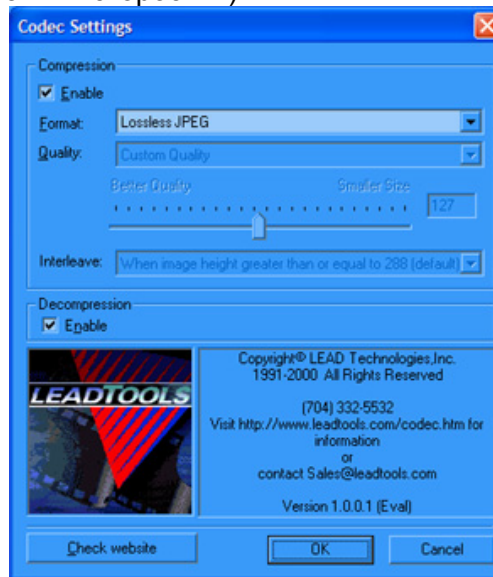 Codec Settings
Compression
Enable
Format: Lossless JPEG
Quality: Custom Quality
Better Quality Smaller Size
127
Interleave: When image height greater than or equal to 288 (default)
Decompression
Enable
LEADTOOLS
Copyright© LEAD Technologies,Inc.
1991-2000 All Rights Reserved
(704) 332-5532
Visit http://www.leadtools.com/codec.htm for
information
or
contact Sales@leadtools.com
Version 1.0.0.1 (Eval)
Check website
OK
Cancel